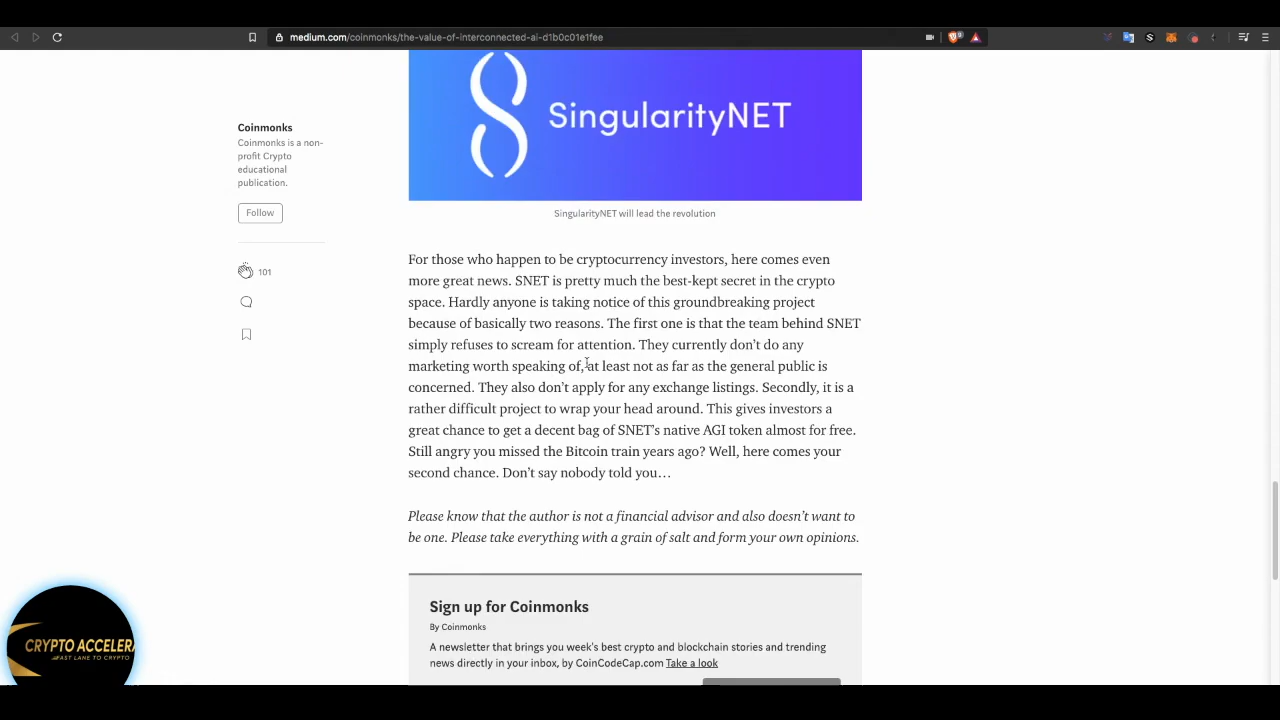 medium.com/coinmonks/the-value-of-interconnected-ai-d1b0c01e1fee
SingularityNET
Coinmonks
Coinmonks is a non-
profit Crypto
educational
publication.
Follow
101
SingularityNET will lead the revolution
For those who happen to be cryptocurrency investors, here comes even
more great news. SNET is pretty much the best-kept secret in the crypto
space. Hardly anyone is taking notice of this groundbreaking project
because of basically two reasons. The first one is that the team behind SNET
simply refuses to scream for attention. They currently don’t do any
marketing worth speaking of, at least not as far as the general public is
concerned. They also don’t apply for any exchange listings. Secondly, it is a
rather difficult project to wrap your head around. This gives investors a
great chance to get a decent bag of SNET’s native AGI token almost for free.
Still angry you missed the Bitcoin train years ago? Well, here comes your
second chance. Don’t say nobody told you…
Please know that the author is not a financial advisor and also doesn’t want to
be one. Please take everything with a grain of salt and form your own opinions.
Sign up for Coinmonks
By Coinmonks
A newsletter that brings you week's best crypto and blockchain stories and trending
news directly in your inbox, by CoinCodeCap.com Take a look
CRYPTO ACCELERA
FAST LANE TO CRYPTO